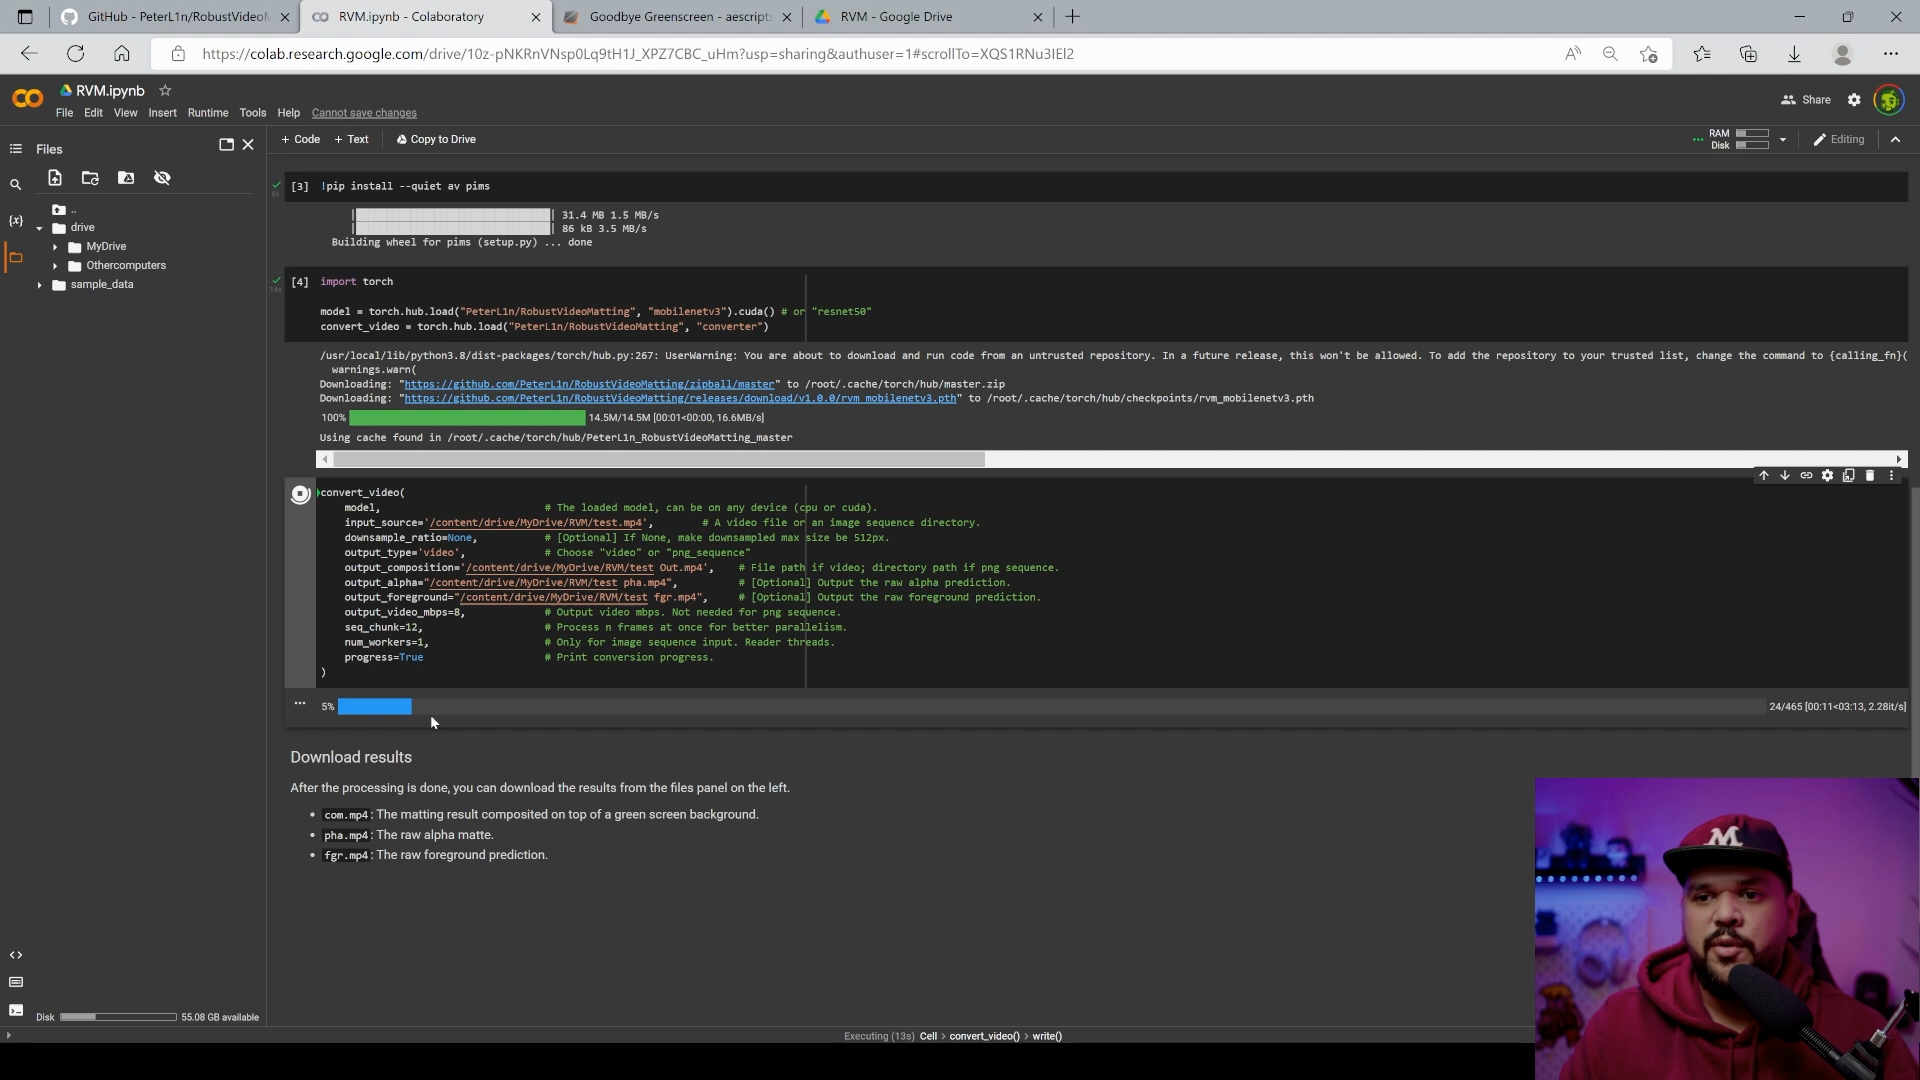 GitHub - PeterL1n/RobustVideoM
RVM.ipynb - Colaboratory
Goodbye Greenscreen - aescripts
RVM - Google Drive
https://colab.research.google.com/drive/10z-pNKRnVNsp0Lq9tH1J_XPZ7CBC_uHm?usp=sharing&authuser=1#scrollTo=XQS1RNu3IEl2
RVM.ipynb
File Edit View Insert Runtime Tools Help Cannot save changes
Share
Files
+ Code + Text Copy to Drive
RAM
Disk
Editing
..
drive
MyDrive
Othercomputers
sample_data
{x}
8s
[3] !pip install --quiet av pims
31.4 MB 1.5 MB/s
86 kB 3.5 MB/s
Building wheel for pims (setup.py) ... done
14s
[4] import torch
model = torch.hub.load("PeterL1n/RobustVideoMatting", "mobilenetv3").cuda() # or "resnet50"
convert_video = torch.hub.load("PeterL1n/RobustVideoMatting", "converter")
/usr/local/lib/python3.8/dist-packages/torch/hub.py:267: UserWarning: You are about to download and run code from an untrusted repository. In a future release, this won't be allowed. To add the repository to your trusted list, change the command to {calling_fn}(
warnings.warn(
Downloading: "https://github.com/PeterL1n/RobustVideoMatting/zipball/master" to /root/.cache/torch/hub/master.zip
Downloading: "https://github.com/PeterL1n/RobustVideoMatting/releases/download/v1.0.0/rvm_mobilenetv3.pth" to /root/.cache/torch/hub/checkpoints/rvm_mobilenetv3.pth
100% 14.5M/14.5M [00:01<00:00, 16.6MB/s]
Using cache found in /root/.cache/torch/hub/PeterL1n_RobustVideoMatting_master
convert_video(
model, # The loaded model, can be on any device (cpu or cuda).
input_source='/content/drive/MyDrive/RVM/test.mp4', # A video file or an image sequence directory.
downsample_ratio=None, # [Optional] If None, make downsampled max size be 512px.
output_type='video', # Choose "video" or "png_sequence"
output_composition='/content/drive/MyDrive/RVM/test Out.mp4', # File path if video; directory path if png sequence.
output_alpha="/content/drive/MyDrive/RVM/test pha.mp4", # [Optional] Output the raw alpha prediction.
output_foreground="/content/drive/MyDrive/RVM/test fgr.mp4", # [Optional] Output the raw foreground prediction.
output_video_mbps=8, # Output video mbps. Not needed for png sequence.
seq_chunk=12, # Process n frames at once for better parallelism.
num_workers=1, # Only for image sequence input. Reader threads.
progress=True # Print conversion progress.
)
5% 24/465 [00:11<03:13, 2.28it/s]
Download results
After the processing is done, you can download the results from the files panel on the left.
• com.mp4: The matting result composited on top of a green screen background.
• pha.mp4: The raw alpha matte.
• fgr.mp4: The raw foreground prediction.
M
Disk 55.08 GB available
Executing (13s) Cell > convert_video() > write()